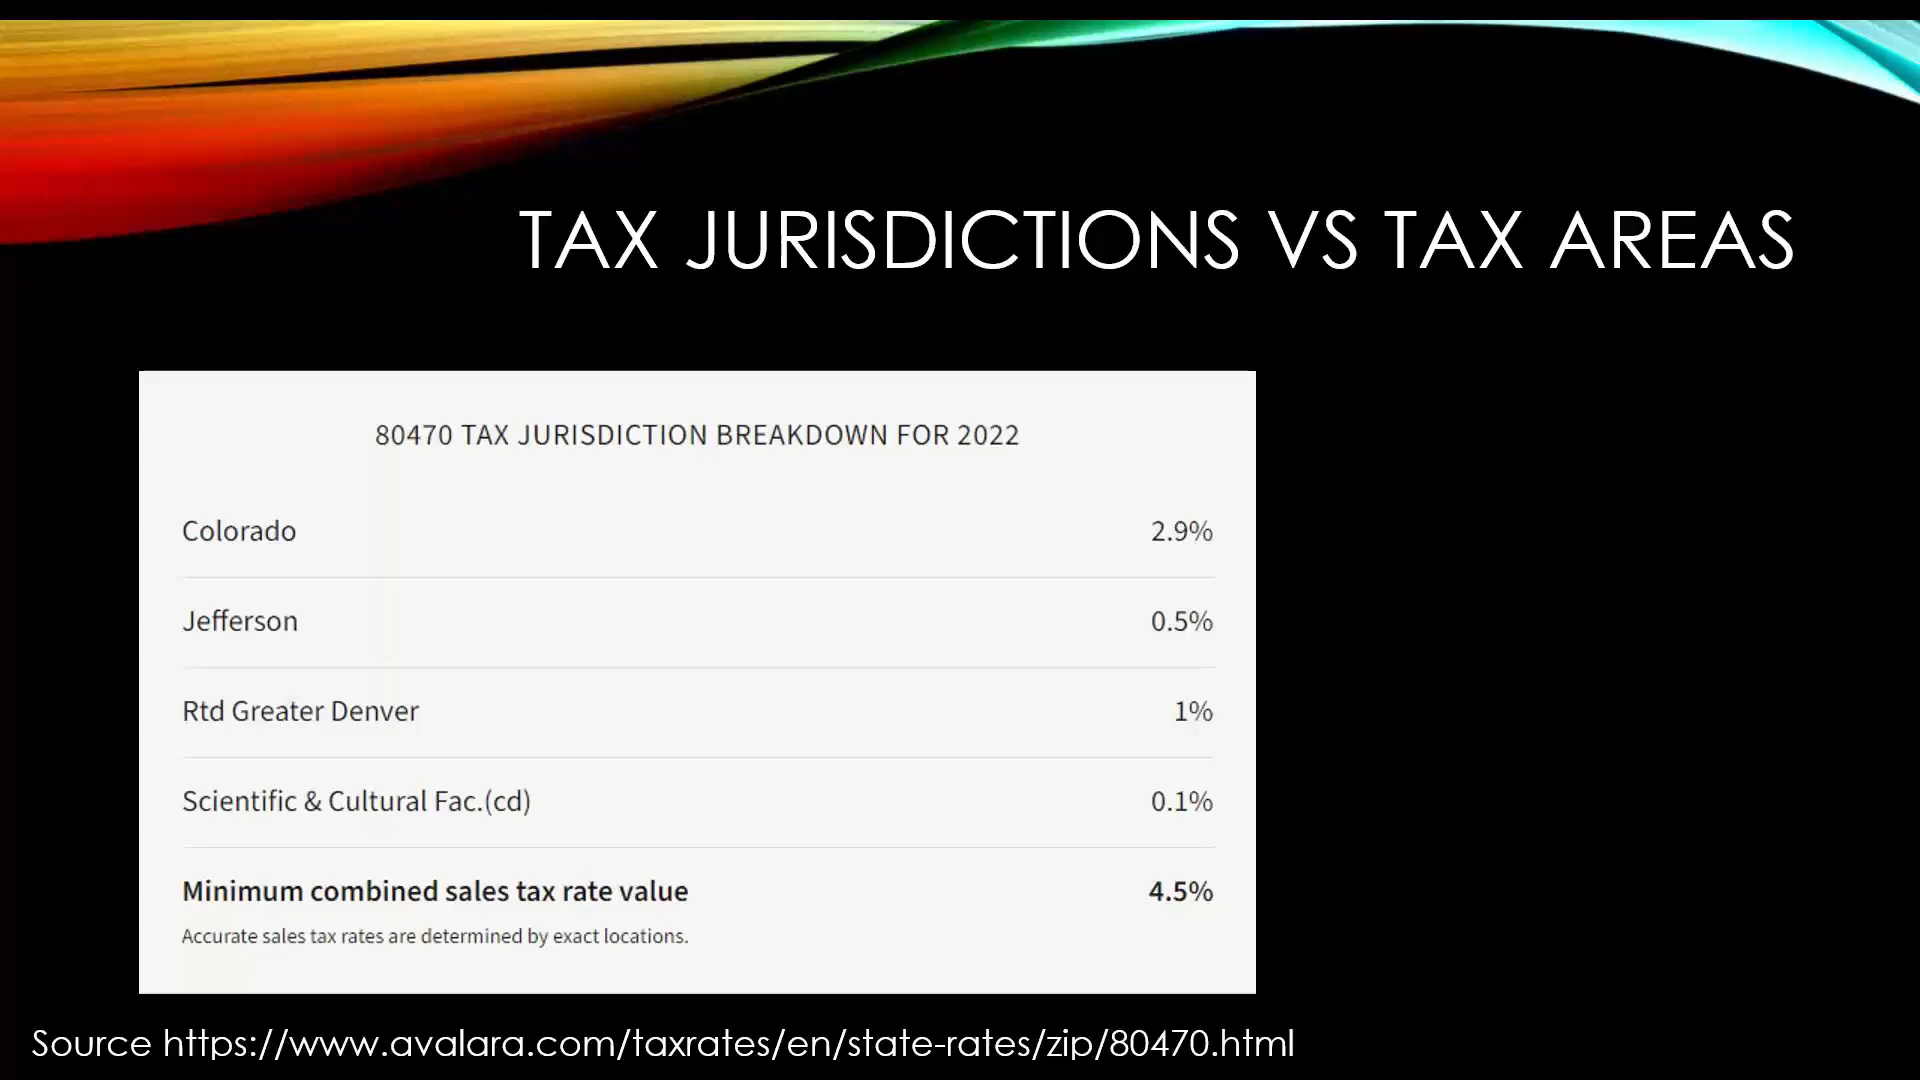 TAX JURISDICTIONS VS TAX AREAS
80470 TAX JURISDICTION BREAKDOWN FOR 2022
Colorado 2.9%
Jefferson 0.5%
Rtd Greater Denver 1%
Scientific & Cultural Fac.(cd) 0.1%
Minimum combined sales tax rate value 4.5%
Accurate sales tax rates are determined by exact locations.
Source https://www.avalara.com/taxrates/en/state-rates/zip/80470.html